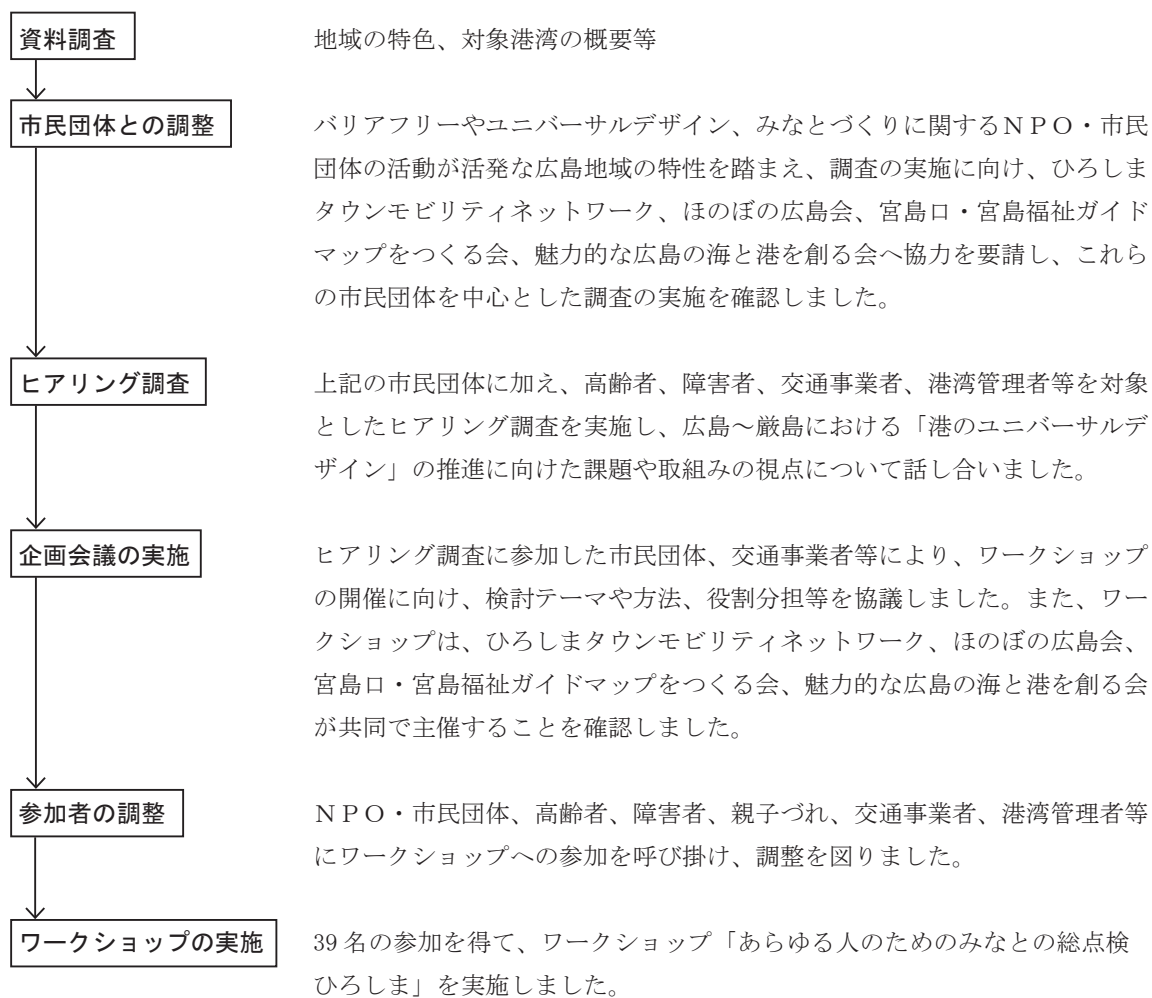 資料調査
地域の特色、対象港湾の概要等
市民団体との調整
バリアフリーやユニバーサルデザイン、みなとづくりに関するＮＰＯ・市民
団体の活動が活発な広島地域の特性を踏まえ、調査の実施に向け、ひろしま
タウンモビリティネットワーク、ほのぼの広島会、宮島口・宮島福祉ガイド
マップをつくる会、魅力的な広島の海と港を創る会へ協力を要請し、これら
の市民団体を中心とした調査の実施を確認しました。
ヒアリング調査
上記の市民団体に加え、高齢者、障害者、交通事業者、港湾管理者等を対象
としたヒアリング調査を実施し、広島～厳島における「港のユニバーサルデ
ザイン」の推進に向けた課題や取組みの視点について話し合いました。
企画会議の実施
ヒアリング調査に参加した市民団体、交通事業者等により、ワークショップ
の開催に向け、検討テーマや方法、役割分担等を協議しました。また、ワー
クショップは、ひろしまタウンモビリティネットワーク、ほのぼの広島会、
宮島口・宮島福祉ガイドマップをつくる会、魅力的な広島の海と港を創る会
が共同で主催することを確認しました。
参加者の調整
ＮＰＯ・市民団体、高齢者、障害者、親子づれ、交通事業者、港湾管理者等
にワークショップへの参加を呼び掛け、調整を図りました。
ワークショップの実施
39 名の参加を得て、ワークショップ「あらゆる人のためのみなとの総点検
ひろしま」を実施しました。